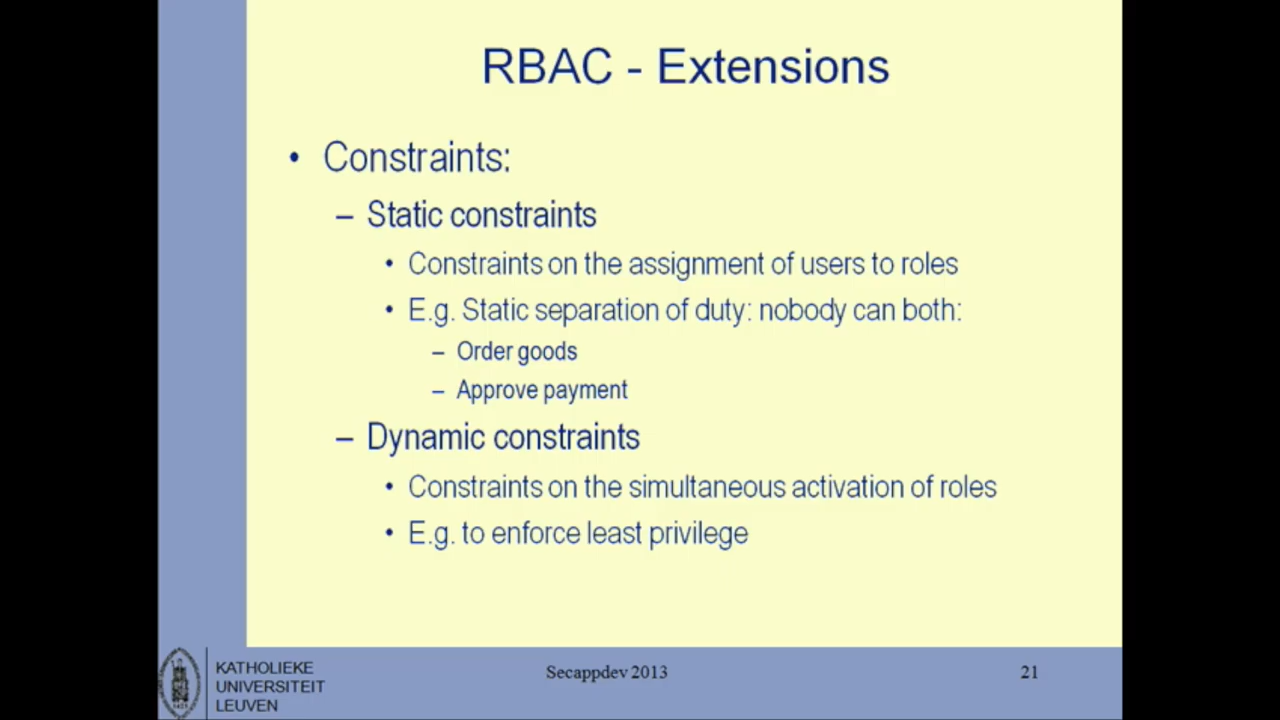 RBAC - Extensions
• Constraints:
– Static constraints
• Constraints on the assignment of users to roles
• E.g. Static separation of duty: nobody can both:
– Order goods
– Approve payment
– Dynamic constraints
• Constraints on the simultaneous activation of roles
• E.g. to enforce least privilege
KATHOLIEKE
UNIVERSITEIT
LEUVEN
Secappdev 2013
21